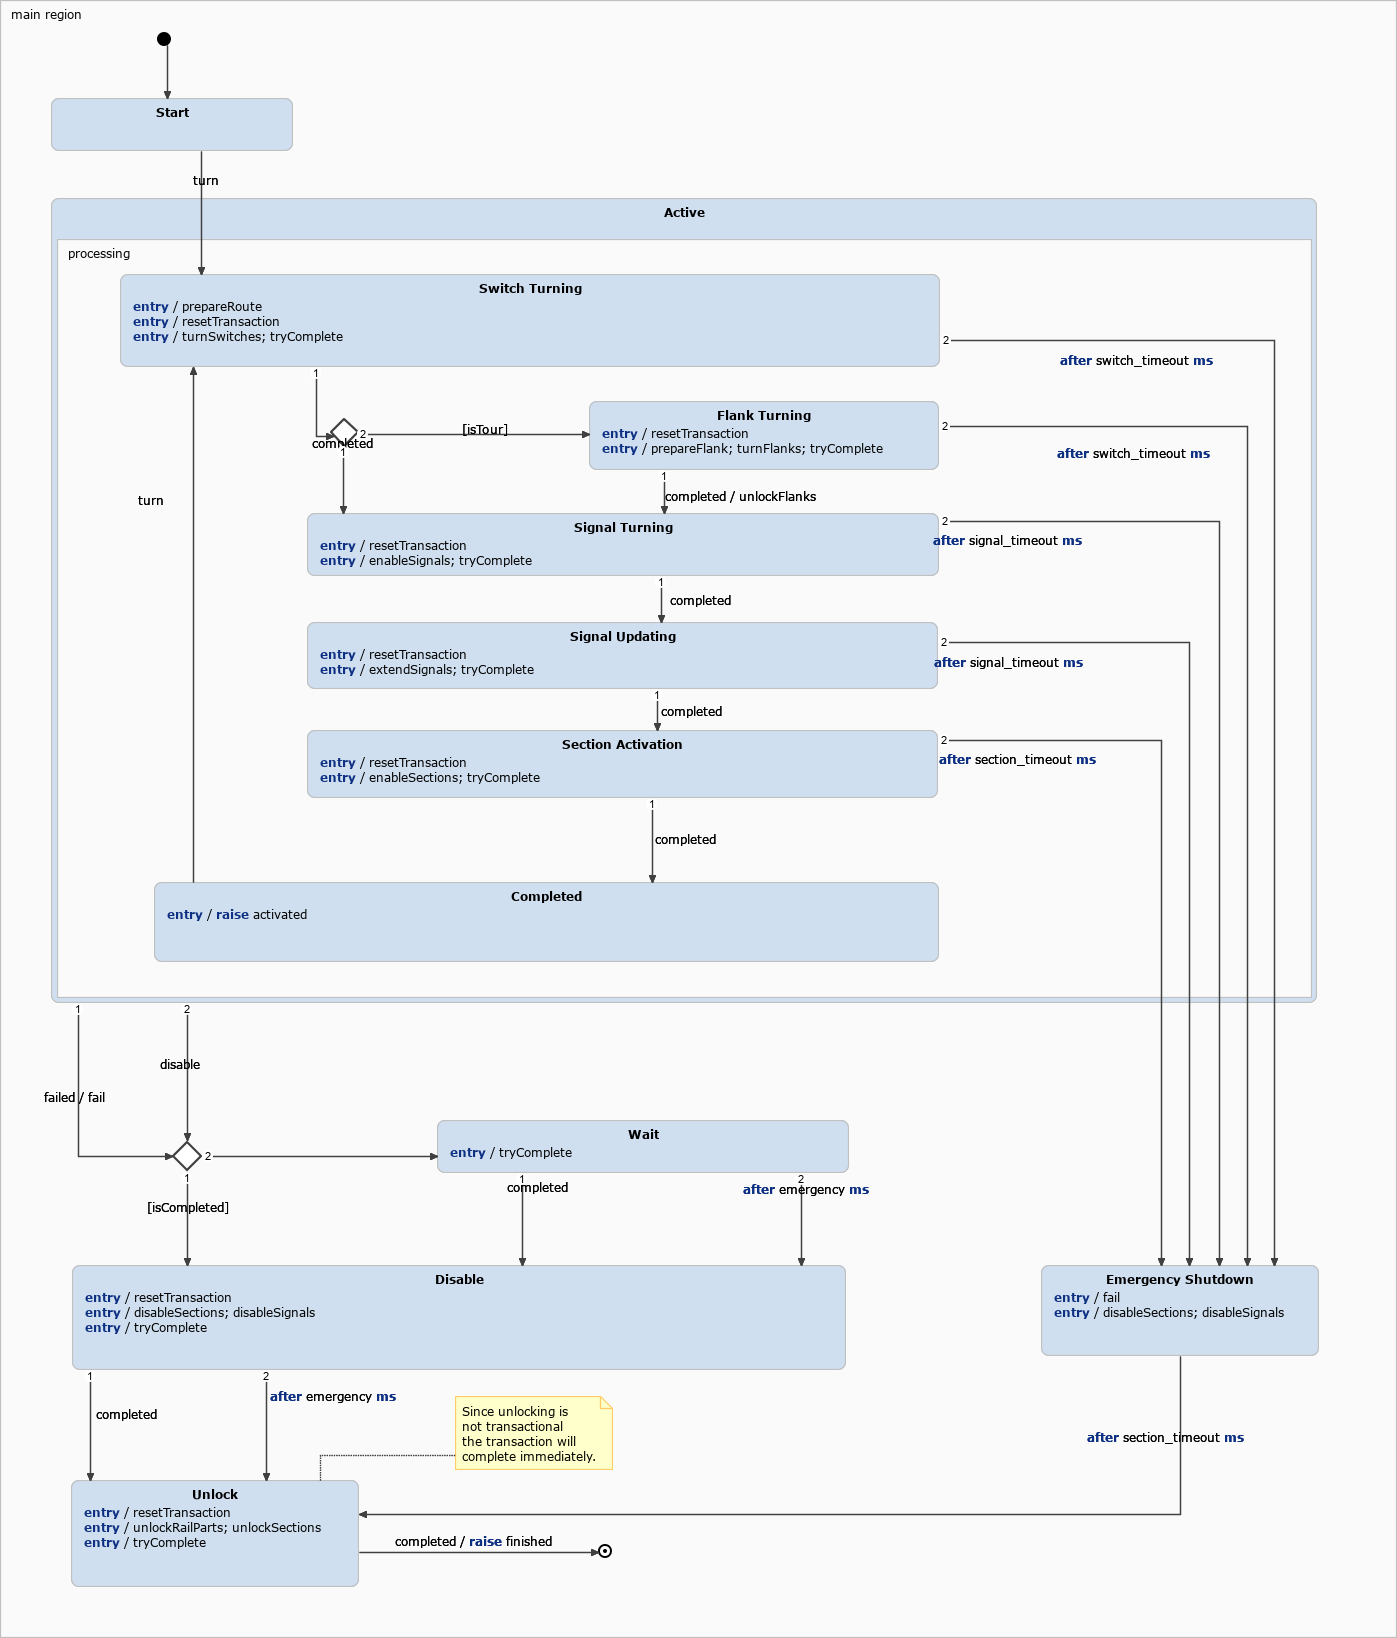 main region
Start
turn
Active
processing
Switch Turning
entry / prepareRoute
entry / resetTransaction
entry / turnSwitches; tryComplete
2
after switch_timeout ms
1
completed
2
[isTour]
1
Flank Turning
entry / resetTransaction
entry / prepareFlank; turnFlanks; tryComplete
2
after switch_timeout ms
1
completed / unlockFlanks
turn
Signal Turning
entry / resetTransaction
entry / enableSignals; tryComplete
2
after signal_timeout ms
1
completed
Signal Updating
entry / resetTransaction
entry / extendSignals; tryComplete
2
after signal_timeout ms
1
completed
Section Activation
entry / resetTransaction
entry / enableSections; tryComplete
2
after section_timeout ms
1
completed
Completed
entry / raise activated
1
2
disable
failed / fail
2
1
[isCompleted]
Wait
entry / tryComplete
1
completed
2
after emergency ms
Disable
entry / resetTransaction
entry / disableSections; disableSignals
entry / tryComplete
Emergency Shutdown
entry / fail
entry / disableSections; disableSignals
1
completed
2
after emergency ms
Since unlocking is
not transactional
the transaction will
complete immediately.
after section_timeout ms
Unlock
entry / resetTransaction
entry / unlockRailParts; unlockSections
entry / tryComplete
completed / raise finished